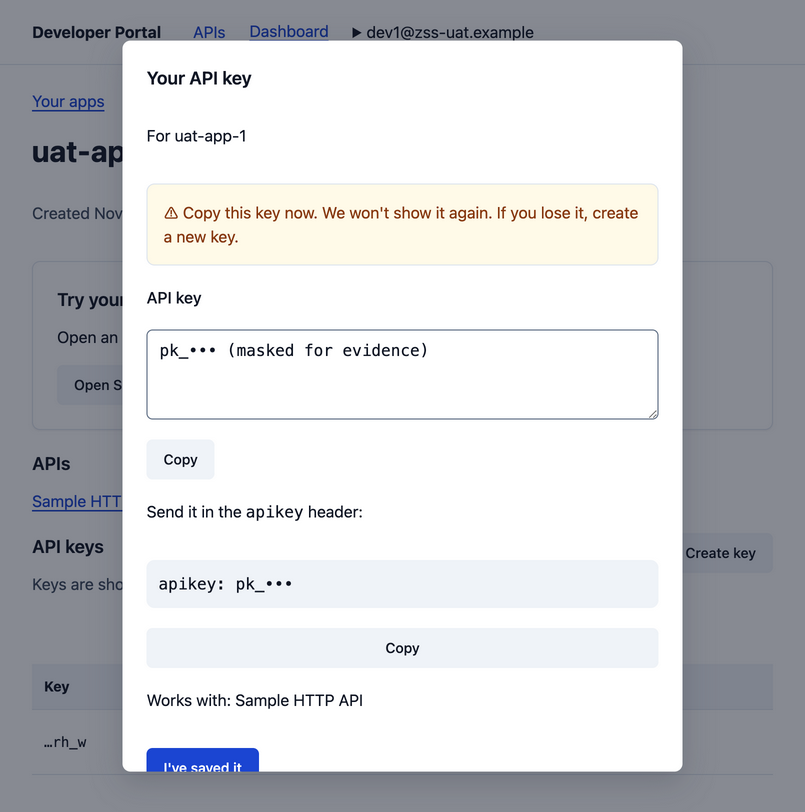 Developer Portal APIs Dashboard ▶ dev1@zss-uat.example
Your API key
Your apps
For uat-app-1
uat-ap
Created Nov
⚠ Copy this key now. We won't show it again. If you lose it, create
a new key.
Try your
API key
Open an
pk_••• (masked for evidence)
Open S
Copy
APIs
Sample HTT
Send it in the apikey header:
API keys
Create key
Keys are sho
apikey: pk_•••
Copy
Key
Works with: Sample HTTP API
…rh_w
I've saved it